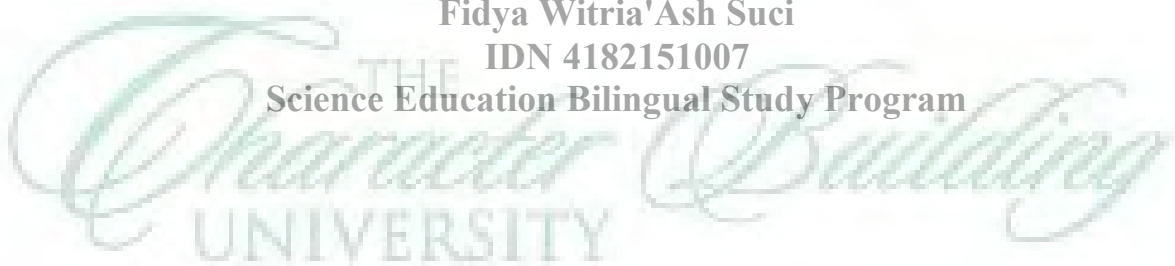 Fidya Witria'Ash Suci
THE IDN 4182151007
Science Education Bilingual Study Program
Character Building
UNIVERSITY